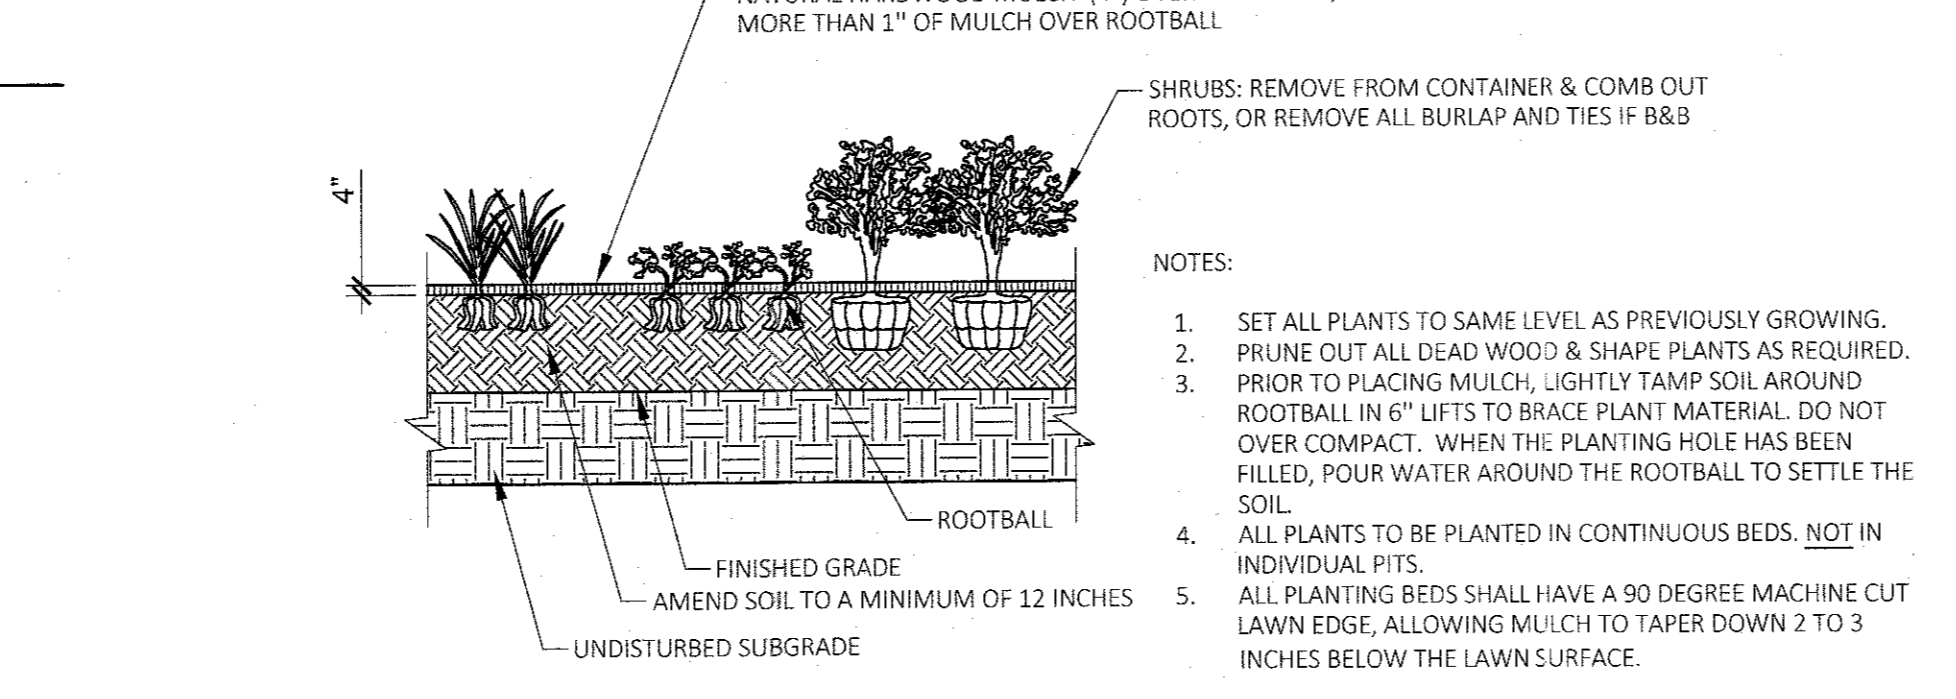 NATURAL HARDWOOD MULCH
MORE THAN 1" OF MULCH OVER ROOTBALL
SHRUBS: REMOVE FROM CONTAINER & COMB OUT
ROOTS, OR REMOVE ALL BURLAP AND TIES IF B&B
4"
NOTES:
1. SET ALL PLANTS TO SAME LEVEL AS PREVIOUSLY GROWING.
2. PRUNE OUT ALL DEAD WOOD & SHAPE PLANTS AS REQUIRED.
3. PRIOR TO PLACING MULCH, LIGHTLY TAMP SOIL AROUND
ROOTBALL IN 6" LIFTS TO BRACE PLANT MATERIAL. DO NOT
OVER COMPACT. WHEN THE PLANTING HOLE HAS BEEN
FILLED, POUR WATER AROUND THE ROOTBALL TO SETTLE THE
SOIL.
4. ALL PLANTS TO BE PLANTED IN CONTINUOUS BEDS. NOT IN
INDIVIDUAL PITS.
5. ALL PLANTING BEDS SHALL HAVE A 90 DEGREE MACHINE CUT
LAWN EDGE, ALLOWING MULCH TO TAPER DOWN 2 TO 3
INCHES BELOW THE LAWN SURFACE.
ROOTBALL
FINISHED GRADE
AMEND SOIL TO A MINIMUM OF 12 INCHES
UNDISTURBED SUBGRADE